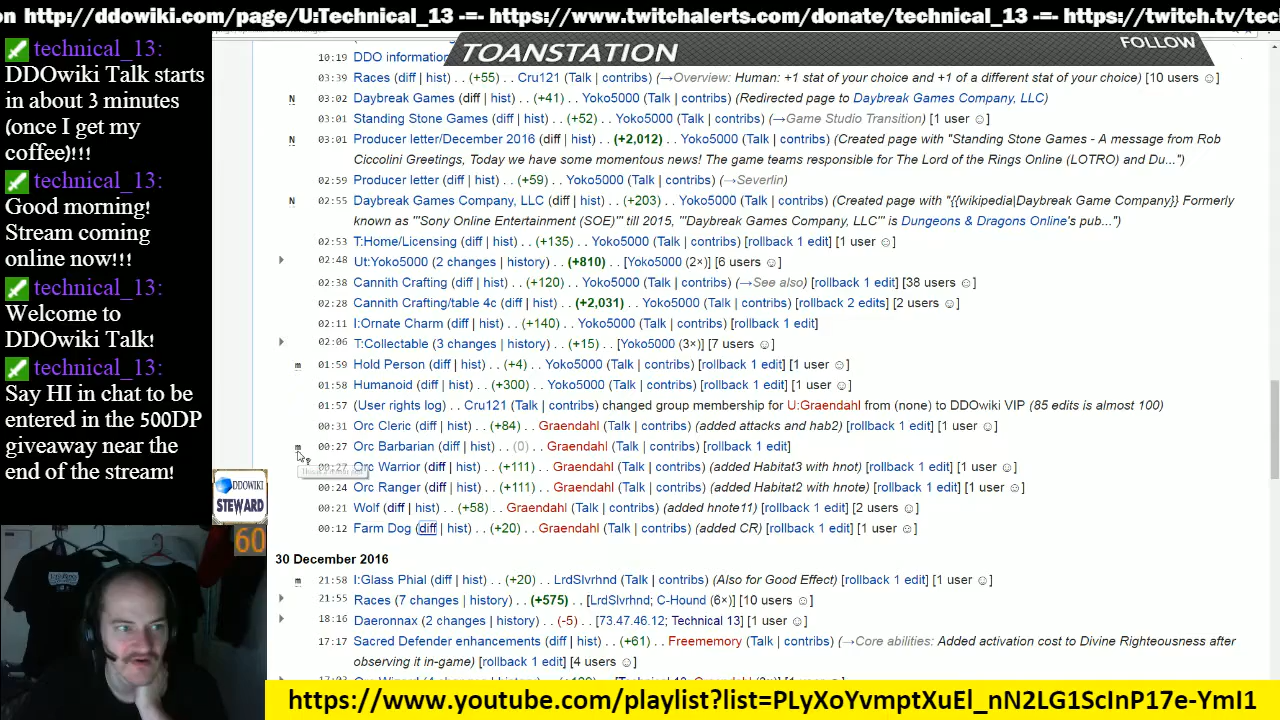 on http://ddowiki.com/page/U:Technical_13 -=- https://www.twitchalerts.com/donate/technical_13 -=- https://twitch.tv/tec
technical_13:
DDOwiki Talk starts
in about 3 minutes
(once I get my
coffee)!!!
technical_13:
Good morning!
Stream coming
online now!!!
technical_13:
Welcome to
DDOwiki Talk!
technical_13:
Say HI in chat to be
entered in the 500DP
giveaway near the
end of the stream!
DDOWIKI
STEWARD
60
TOANSTATION
FOLLOW
10:19 DDO information
03:39 Races (diff | hist) . . (+55) . . Cru121 (Talk | contribs) (→Overview: Human: +1 stat of your choice and +1 of a different stat of your choice) [10 users ☺]
N 03:02 Daybreak Games (diff | hist) . . (+41) . . Yoko5000 (Talk | contribs) (Redirected page to Daybreak Games Company, LLC)
03:01 Standing Stone Games (diff | hist) . . (+52) . . Yoko5000 (Talk | contribs) (→Game Studio Transition) [1 user ☺]
N 03:01 Producer letter/December 2016 (diff | hist) . . (+2,012) . . Yoko5000 (Talk | contribs) (Created page with "Standing Stone Games - A message from Rob
Ciccolini Greetings, Today we have some momentous news! The game teams responsible for The Lord of the Rings Online (LOTRO) and Du...")
02:59 Producer letter (diff | hist) . . (+59) . . Yoko5000 (Talk | contribs) (→Severlin)
N 02:55 Daybreak Games Company, LLC (diff | hist) . . (+203) . . Yoko5000 (Talk | contribs) (Created page with "{{wikipedia|Daybreak Game Company}} Formerly
known as '"Sony Online Entertainment (SOE)"' till 2015, '"Daybreak Games Company, LLC"' is Dungeons & Dragons Online's pub...")
02:53 T:Home/Licensing (diff | hist) . . (+135) . . Yoko5000 (Talk | contribs) [rollback 1 edit] [1 user ☺]
02:48 Ut:Yoko5000 (2 changes | history) . . (+810) . . [Yoko5000 (2×)] [6 users ☺]
02:38 Cannith Crafting (diff | hist) . . (+120) . . Yoko5000 (Talk | contribs) (→See also) [rollback 1 edit] [38 users ☺]
02:28 Cannith Crafting/table 4c (diff | hist) . . (+2,031) . . Yoko5000 (Talk | contribs) [rollback 2 edits] [2 users ☺]
02:11 I:Ornate Charm (diff | hist) . . (+140) . . Yoko5000 (Talk | contribs) [rollback 1 edit]
02:06 T:Collectable (3 changes | history) . . (+15) . . [Yoko5000 (3×)] [7 users ☺]
m 01:59 Hold Person (diff | hist) . . (+4) . . Yoko5000 (Talk | contribs) [rollback 1 edit] [1 user ☺]
01:58 Humanoid (diff | hist) . . (+300) . . Yoko5000 (Talk | contribs) [rollback 1 edit] [1 user ☺]
01:57 (User rights log) . . Cru121 (Talk | contribs) changed group membership for U:Graendahl from (none) to DDOwiki VIP (85 edits is almost 100)
00:31 Orc Cleric (diff | hist) . . (+84) . . Graendahl (Talk | contribs) (added attacks and hab2) [rollback 1 edit] [1 user ☺]
m 00:27 Orc Barbarian (diff | hist) . . (0) . . Graendahl (Talk | contribs) [rollback 1 edit]
00:27 Orc Warrior (diff | hist) . . (+111) . . Graendahl (Talk | contribs) (added Habitat3 with hnot) [rollback 1 edit] [1 user ☺]
00:24 Orc Ranger (diff | hist) . . (+111) . . Graendahl (Talk | contribs) (added Habitat2 with hnote) [rollback 1 edit] [1 user ☺]
00:21 Wolf (diff | hist) . . (+58) . . Graendahl (Talk | contribs) (added hnote11) [rollback 1 edit] [2 users ☺]
00:12 Farm Dog (diff | hist) . . (+20) . . Graendahl (Talk | contribs) (added CR) [rollback 1 edit] [1 user ☺]
30 December 2016
m 21:58 I:Glass Phial (diff | hist) . . (+20) . . LrdSlvrhnd (Talk | contribs) (Also for Good Effect) [rollback 1 edit] [1 user ☺]
21:55 Races (7 changes | history) . . (+575) . . [LrdSlvrhnd; C-Hound (6×)] [10 users ☺]
18:16 Daeronnax (2 changes | history) . . (-5) . . [73.47.46.12; Technical 13] [1 user ☺]
17:17 Sacred Defender enhancements (diff | hist) . . (+61) . . Freememory (Talk | contribs) (→Core abilities: Added activation cost to Divine Righteousness after
observing it in-game) [rollback 1 edit] [4 users ☺]
https://www.youtube.com/playlist?list=PLyXoYvmptXuEl_nN2LG1ScInP17e-YmI1